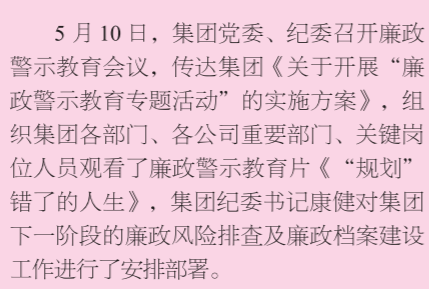 5 月 10 日，集团党委、纪委召开廉政
警示教育会议，传达集团《关于开展“廉
政警示教育专题活动”的实施方案》，组
织集团各部门、各公司重要部门、关键岗
位人员观看了廉政警示教育片《 “规划”
错了的人生》，集团纪委书记康健对集团
下一阶段的廉政风险排查及廉政档案建设
工作进行了安排部署。